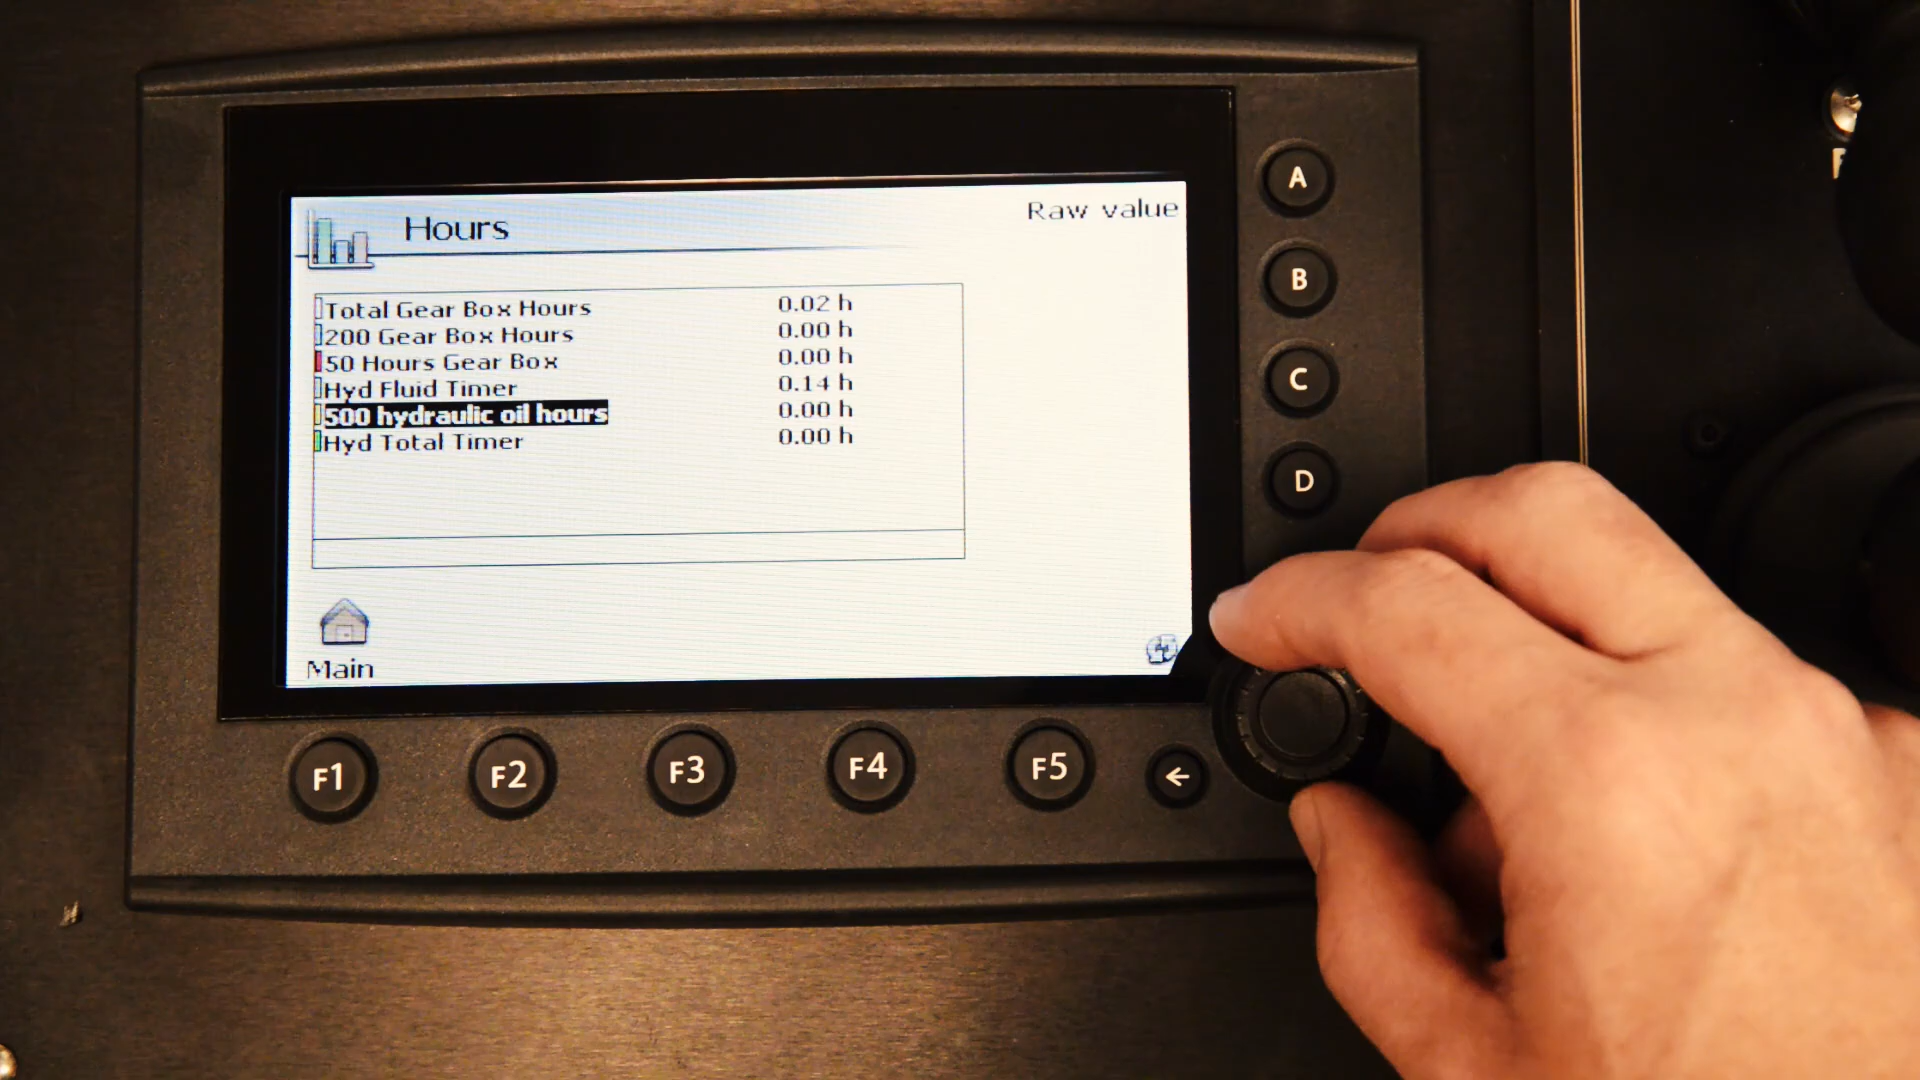 Hours
Raw value
Total Gear Box Hours 0.02 h
200 Gear Box Hours 0.00 h
50 Hours Gear Box 0.00 h
Hyd Fluid Timer 0.14 h
500 hydraulic oil hours 0.00 h
Hyd Total Timer 0.00 h
Main
A
B
C
D
F1 F2 F3 F4 F5